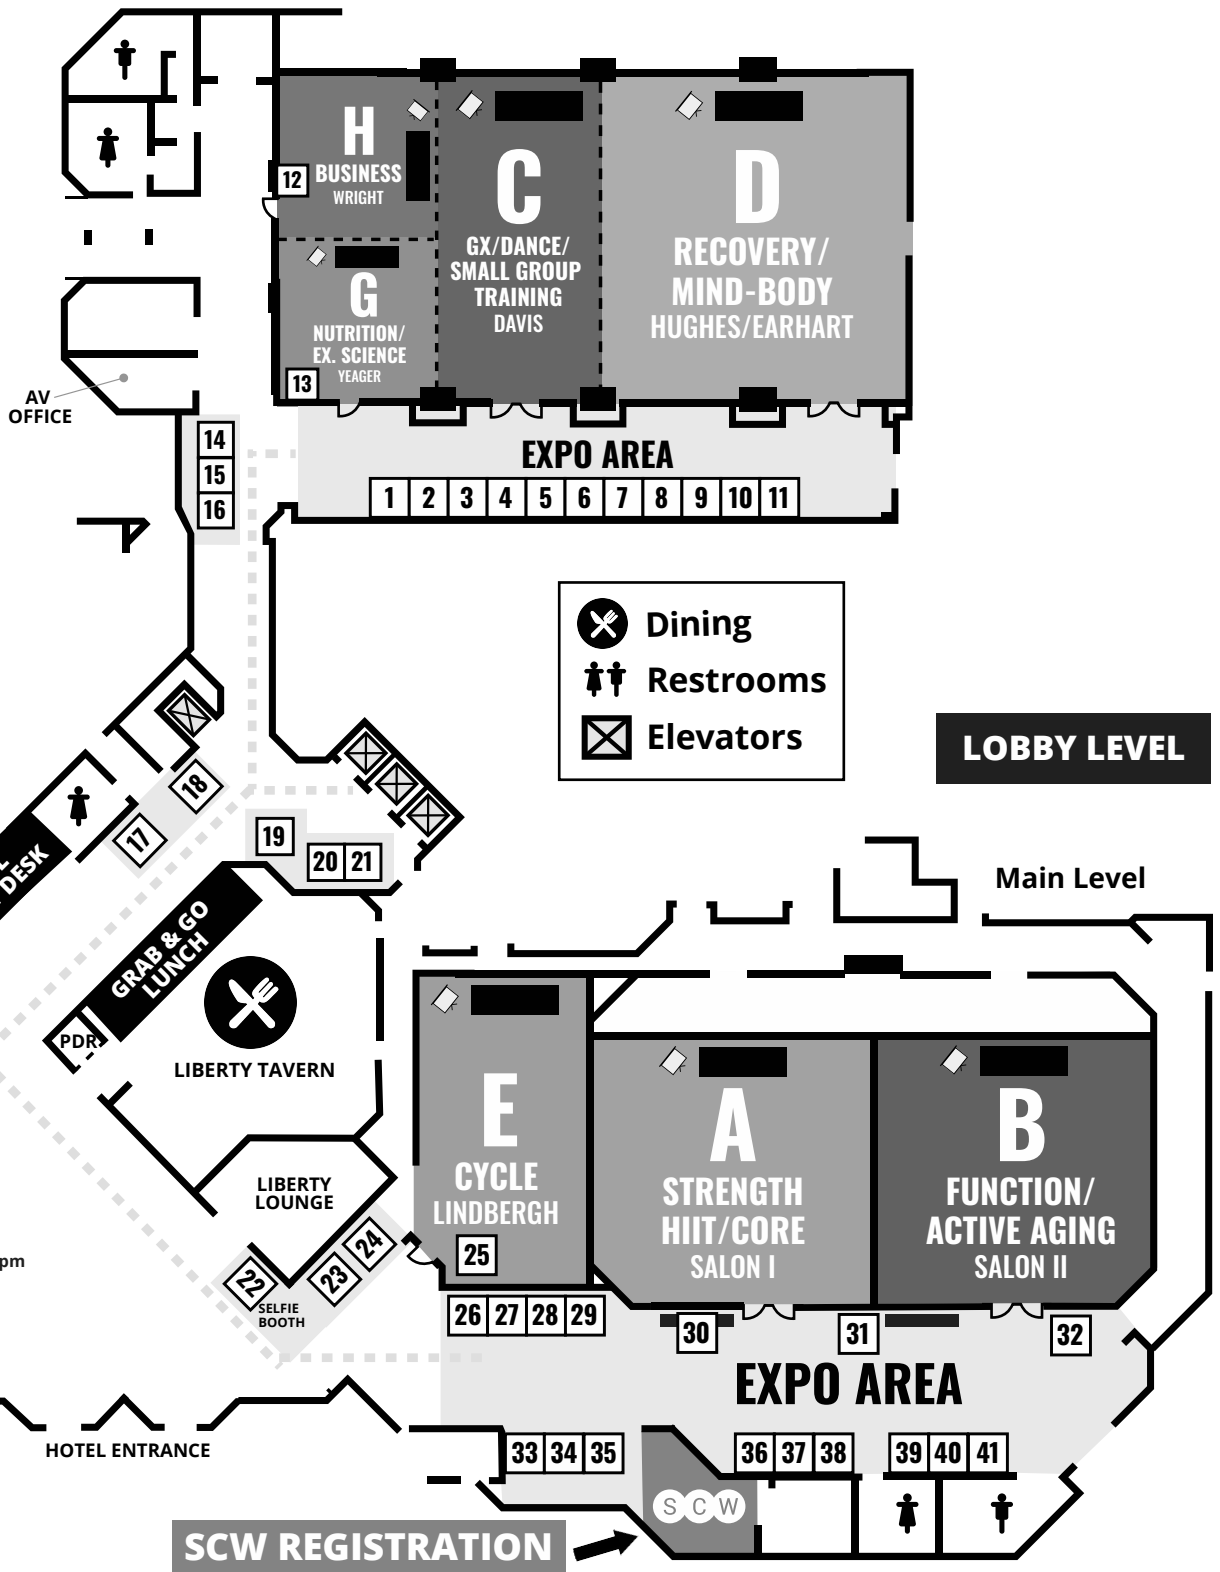 H
BUSINESS
WRIGHT
12
C
GX/DANCE/
SMALL GROUP
TRAINING
DAVIS
D
RECOVERY/
MIND-BODY
HUGHES/EARHART
G
NUTRITION/
EX. SCIENCE
YEAGER
13
AV
OFFICE
14
15
16
EXPO AREA
1 2 3 4 5 6 7 8 9 10 11
Dining
Restrooms
Elevators
LOBBY LEVEL
18
17
19
20 21
DESK
GRAB & GO
LUNCH
PDR
LIBERTY TAVERN
Main Level
LIBERTY
LOUNGE
E
CYCLE
LINDBERGH
25
A
STRENGTH
HIIT/CORE
SALON I
B
FUNCTION/
ACTIVE AGING
SALON II
pm
22
23
24
SELFIE
BOOTH
26 27 28 29
30
31
32
EXPO AREA
HOTEL ENTRANCE
33 34 35
36 37 38
39 40 41
SCW
SCW REGISTRATION